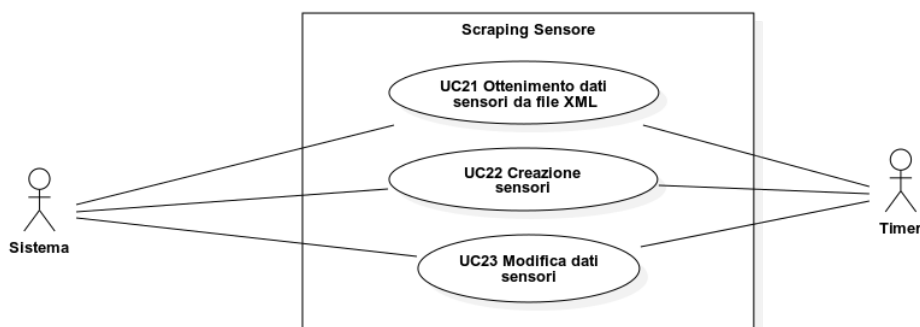 Scraping Sensore
UC21 Ottenimento dati
sensori da file XML
UC22 Creazione
sensori
Sistema
Timer
UC23 Modifica dati
sensori